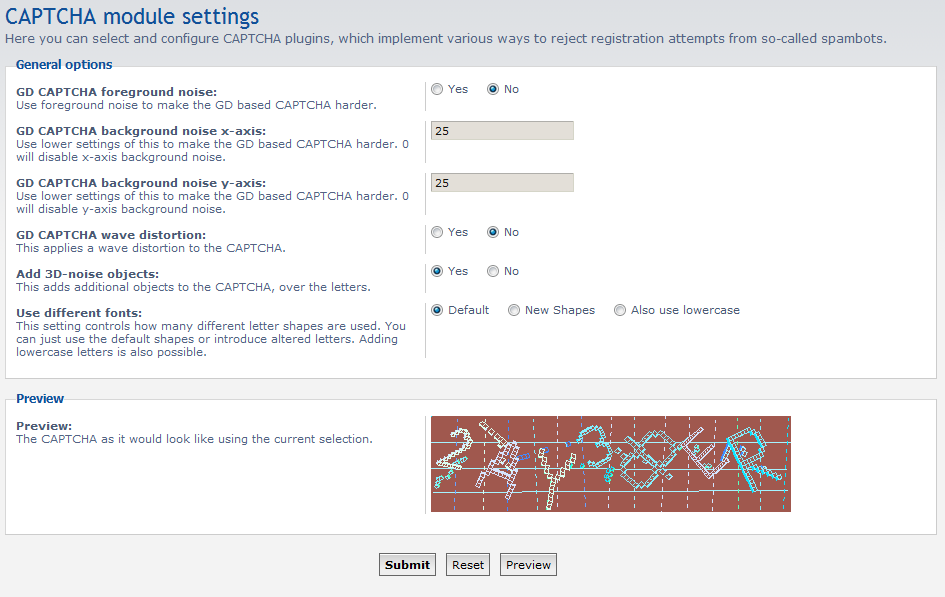 CAPTCHA module settings
Here you can select and configure CAPTCHA plugins, which implement various ways to reject registration attempts from so-called spambots.
General options
GD CAPTCHA foreground noise:
Yes No
Use foreground noise to make the GD based CAPTCHA harder.
GD CAPTCHA background noise x-axis:
25
Use lower settings of this to make the GD based CAPTCHA harder. 0
will disable x-axis background noise.
GD CAPTCHA background noise y-axis:
25
Use lower settings of this to make the GD based CAPTCHA harder. 0
will disable y-axis background noise.
GD CAPTCHA wave distortion:
Yes No
This applies a wave distortion to the CAPTCHA.
Add 3D-noise objects:
Yes No
This adds additional objects to the CAPTCHA, over the letters.
Use different fonts:
Default New Shapes Also use lowercase
This setting controls how many different letter shapes are used. You
can just use the default shapes or introduce altered letters. Adding
lowercase letters is also possible.
Preview
Preview:
The CAPTCHA as it would look like using the current selection.
Submit Reset Preview